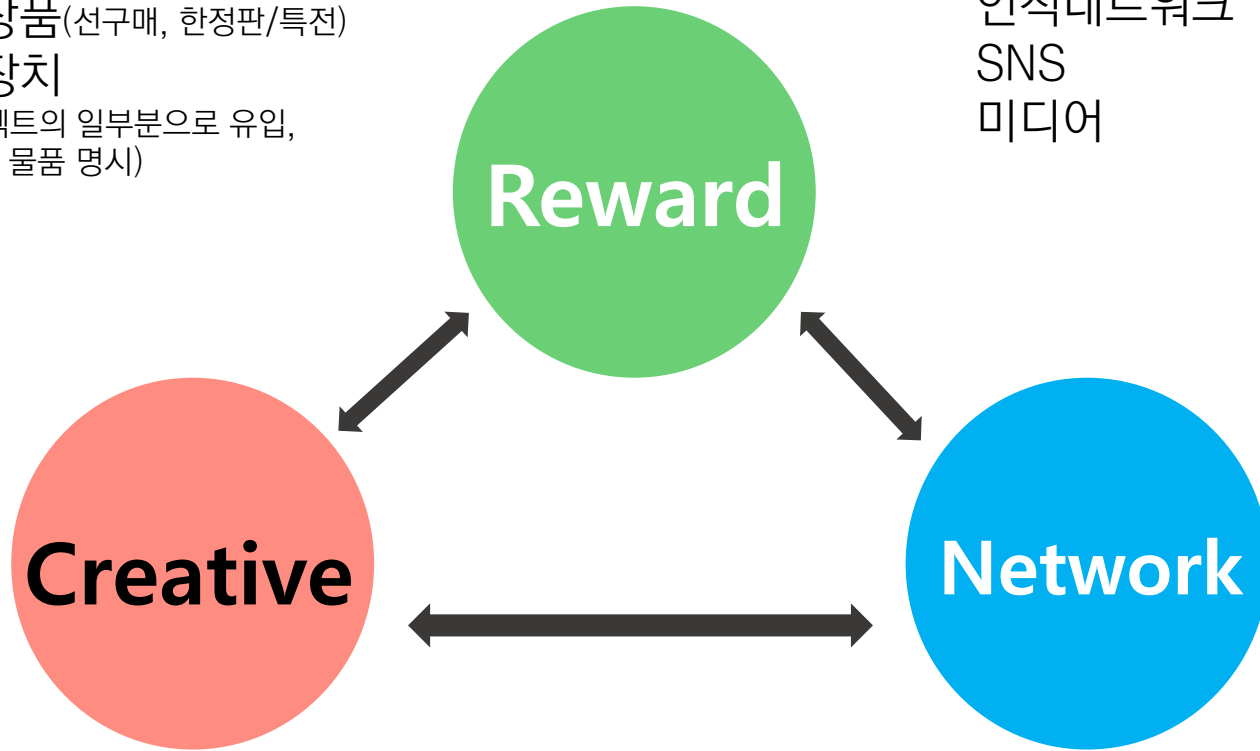 상품(선구매, 한정판/특전)
장치
젝트의 일부분으로 유입,
물품 명시)
인적네트워크
SNS
미디어
Reward
Creative
Network